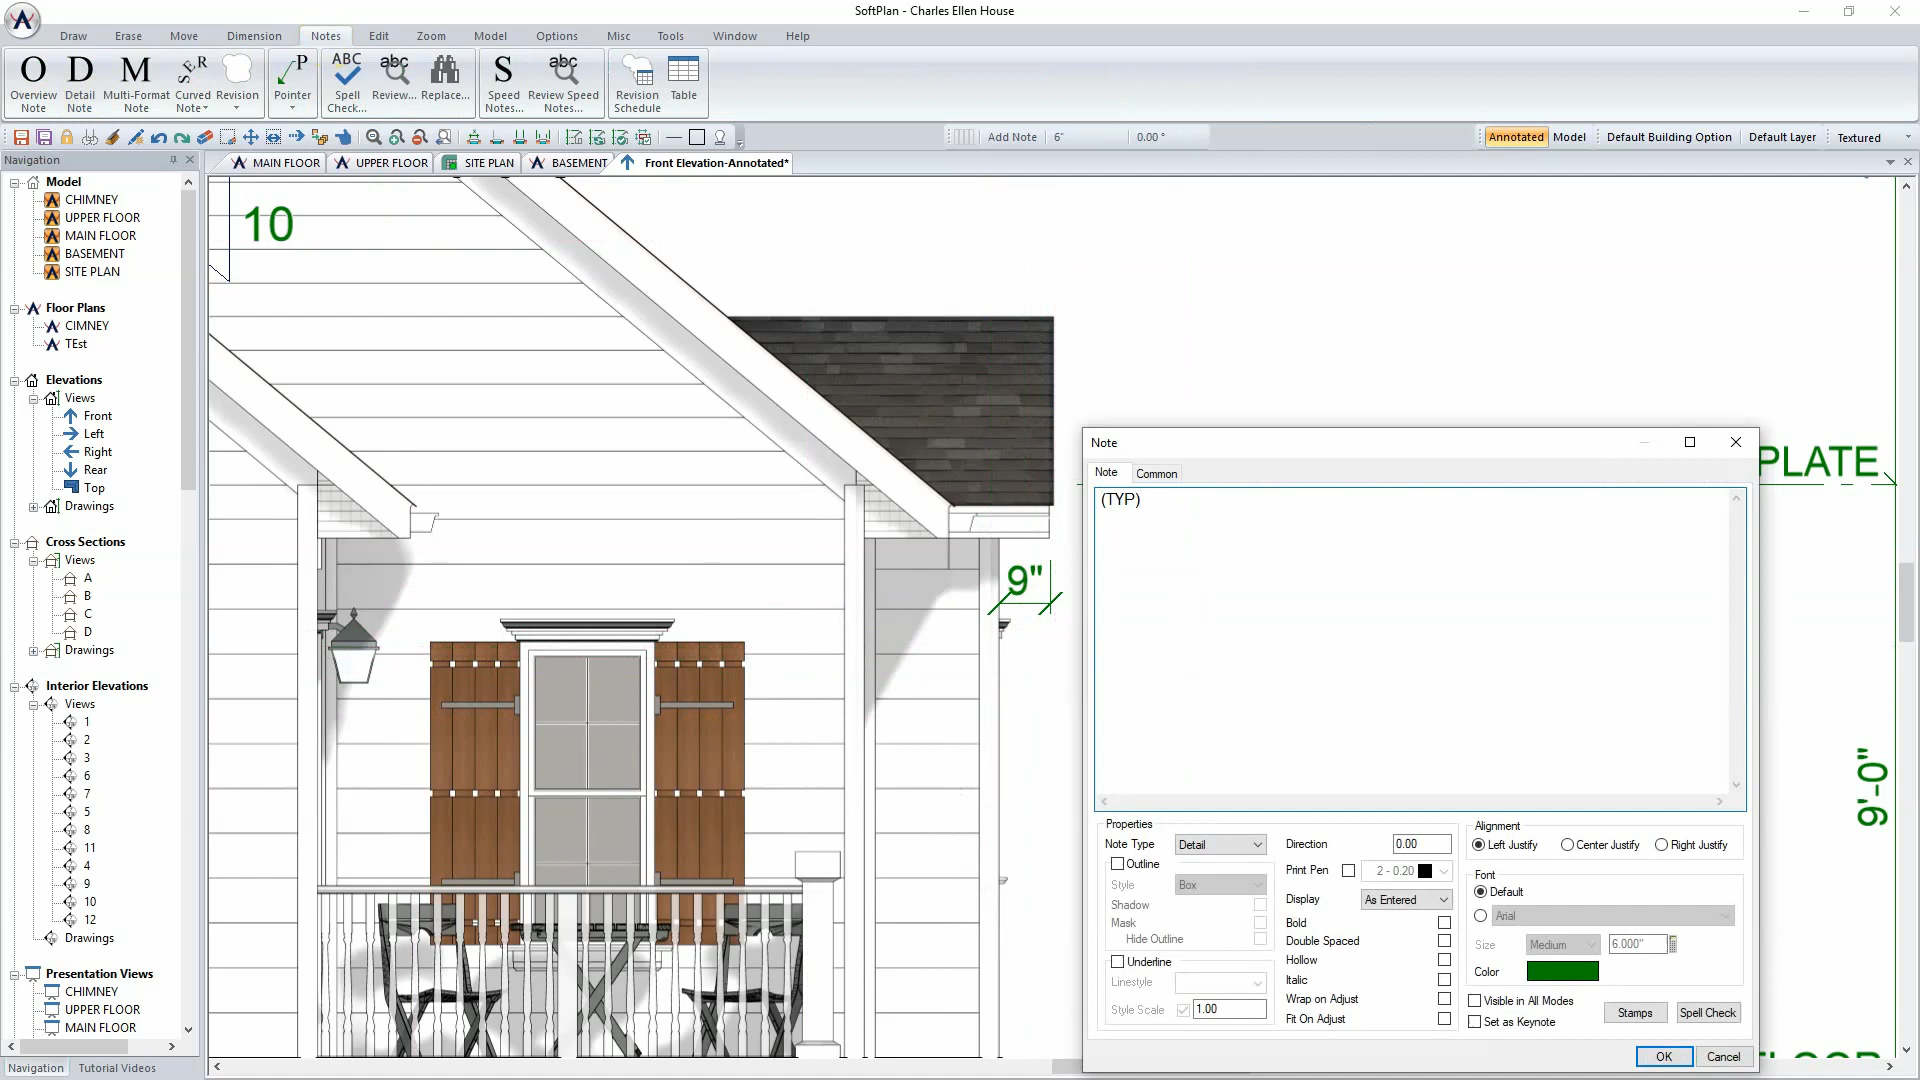 SoftPlan - Charles Ellen House
Draw Erase Move Dimension Notes Edit Zoom Model Options Misc Tools Window Help
O D M S E R P ABC abc S abc
Overview Note
Detail Note
Multi-Format Note
Curved Note
Revision
Pointer
Spell Check...
Review...
Replace...
Speed Notes...
Review Speed Notes...
Revision Schedule
Table
Add Note 6" 0.00 °
Annotated Model Default Building Option Default Layer Textured
Navigation
MAIN FLOOR UPPER FLOOR SITE PLAN BASEMENT Front Elevation-Annotated*
Model
CHIMNEY
UPPER FLOOR
MAIN FLOOR
BASEMENT
SITE PLAN
Floor Plans
CIMNEY
TEst
Elevations
Views
Front
Left
Right
Rear
Top
Drawings
Cross Sections
Views
A
B
C
D
Drawings
Interior Elevations
Views
1
2
3
6
7
5
8
11
4
9
10
12
Drawings
Presentation Views
CHIMNEY
UPPER FLOOR
MAIN FLOOR
Navigation Tutorial Videos
10
9"
PLATE
9'-0"
Note
Note Common
(TYP)
Properties
Note Type Detail
Outline
Style Box
Shadow
Mask
Hide Outline
Underline
Linestyle
Style Scale 1.00
Direction 0.00
Print Pen 2 - 0.20
Display As Entered
Bold
Double Spaced
Hollow
Italic
Wrap on Adjust
Fit On Adjust
Alignment
Left Justify Center Justify Right Justify
Font
Default
Arial
Size Medium 6.000"
Color
Visible in All Modes
Set as Keynote
Stamps Spell Check
OK Cancel